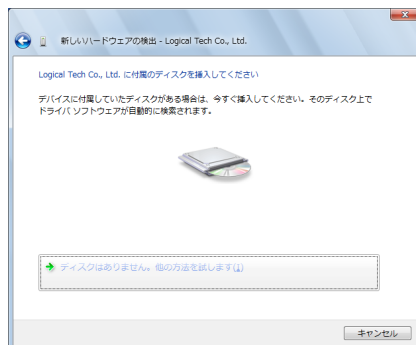 新しいハードウェアの検出 - Logical Tech Co., Ltd.
Logical Tech Co., Ltd. に付属のディスクを挿入してください
デバイスに付属していたディスクがある場合は、今すぐ挿入してください。そのディスク上で
ドライバ ソフトウェアが自動的に検索されます。
ディスクはありません。他の方法を試します(I)
キャンセル